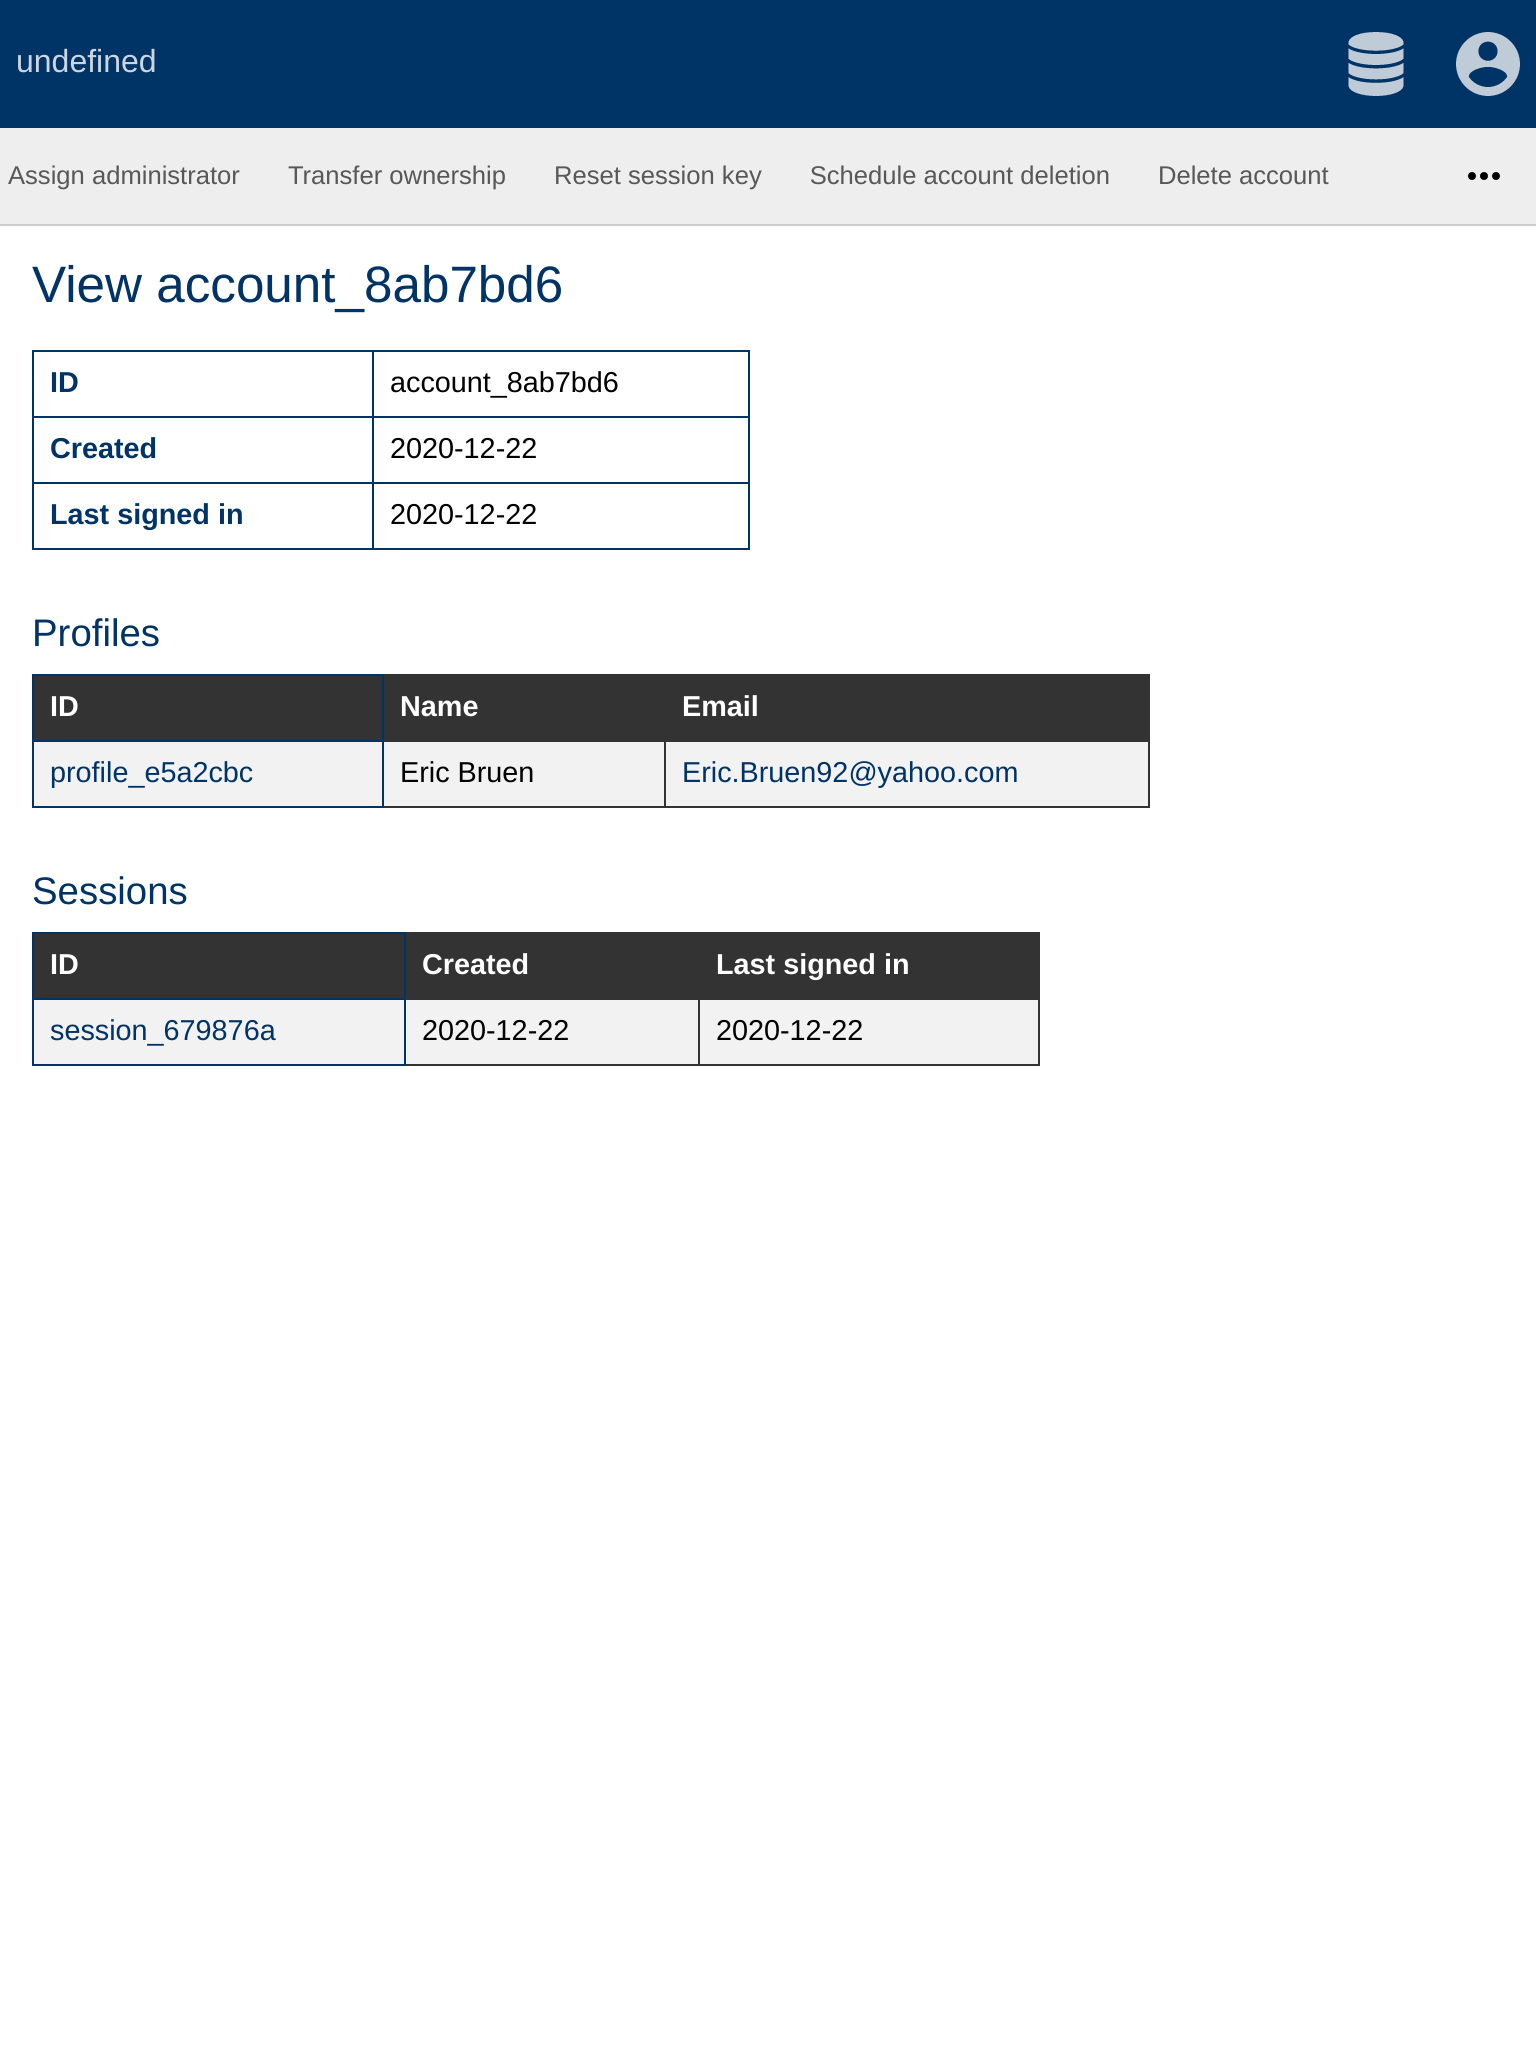 undefined
Assign administrator Transfer ownership Reset session key Schedule account deletion Delete account
View account_8ab7bd6
ID account_8ab7bd6
Created 2020-12-22
Last signed in 2020-12-22
Profiles
ID Name Email
profile_e5a2cbc Eric Bruen Eric.Bruen92@yahoo.com
Sessions
ID Created Last signed in
session_679876a 2020-12-22 2020-12-22